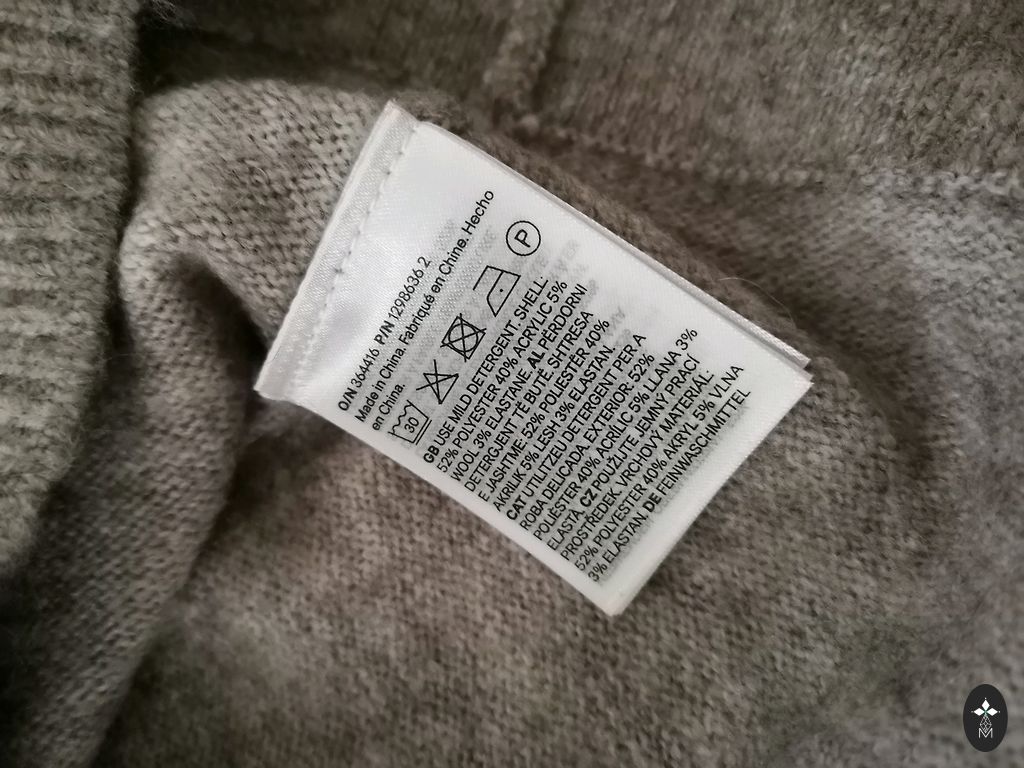 O/N 364416 P/N 1298636 2
Made in China. Fabriqué en Chine. Hecho
en China.
30
P
GB USE MILD DETERGENT. SHELL:
52% POLYESTER 40% ACRYLIC 5%
WOOL 3% ELASTANE. AL PËRDORNI
DETERGJENT TË BUTË. SHTRESA
E JASHTME: 52% POLIESTËR 40%
AKRILIK 5% LESH 3% ELASTAN.
CAT UTILITZEU DETERGENT PER A
ROBA DELICADA. EXTERIOR: 52%
POLIÈSTER 40% ACRÍLIC 5% LLANA 3%
ELASTÀ. CZ POUŽIJTE JEMNÝ PRACÍ
PROSTŘEDEK. VRCHOVÝ MATERIÁL:
52% POLYESTER 40% AKRYL 5% VLNA
3% ELASTAN. DE FEINWASCHMITTEL
M